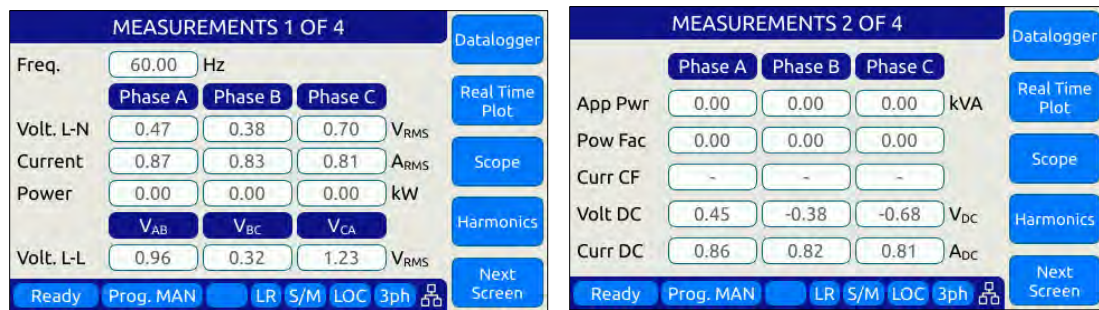 MEASUREMENTS 1 OF 4
Datalogger
Freq. 60.00 Hz
Phase A Phase B Phase C
Real Time
Plot
Volt. L-N 0.47 0.38 0.70 VRMS
Current 0.87 0.83 0.81 ARMS
Scope
Power 0.00 0.00 0.00 kW
VAB VBC VCA
Harmonics
Volt. L-L 0.96 0.32 1.23 VRMS
Next
Screen
Ready Prog. MAN LR S/M LOC 3ph
MEASUREMENTS 2 OF 4
Datalogger
Phase A Phase B Phase C
Real Time
Plot
App Pwr 0.00 0.00 0.00 kVA
Pow Fac 0.00 0.00 0.00
Scope
Curr CF - - -
Volt DC 0.45 -0.38 -0.68 VDC
Harmonics
Curr DC 0.86 0.82 0.81 ADC
Next
Screen
Ready Prog. MAN LR S/M LOC 3ph